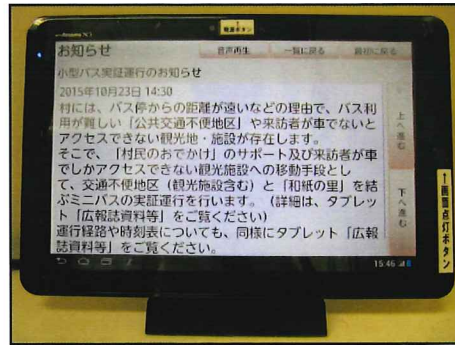 docomo Xi
電源ボタン
お知らせ
音声再生
一覧に戻る
最初に戻る
小型バス実証運行のお知らせ
2015年10月23日 14:30
村には、バス停からの距離が遠いなどの理由で、バス利
用が難しい「公共交通不便地区」や来訪者が車でないと
アクセスできない観光地・施設が存在します。
そこで、「村民のおでかけ」のサポート及び来訪者が車
でしかアクセスできない観光施設への移動手段とし
て、交通不便地区（観光施設含む）と「和紙の里」を結
ぶミニバスの実証運行を行います。（詳細は、タブレッ
ト「広報誌資料等」をご覧ください）
運行経路や時刻表についても、同様にタブレット「広報
誌資料等」をご覧ください。
上へ進む
下へ進む
↑画面点灯ボタン
15:46